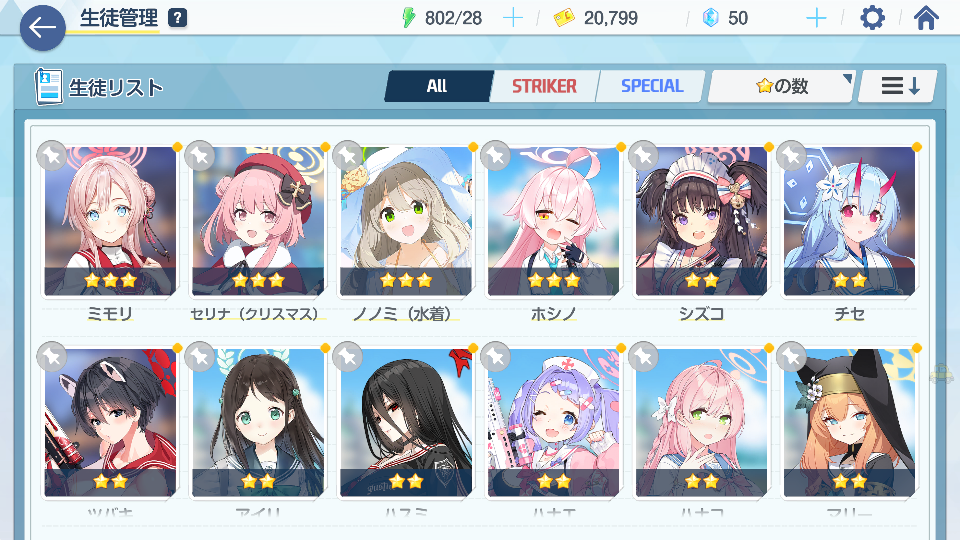 生徒管理 ? 802/28 20,799 50
生徒リスト All STRIKER SPECIAL の数
ミモリ セリナ（クリスマス） ノノミ（水着） ホシノ シズコ チセ
ツバキ アイリ ハスミ ハナエ ハナコ マリー